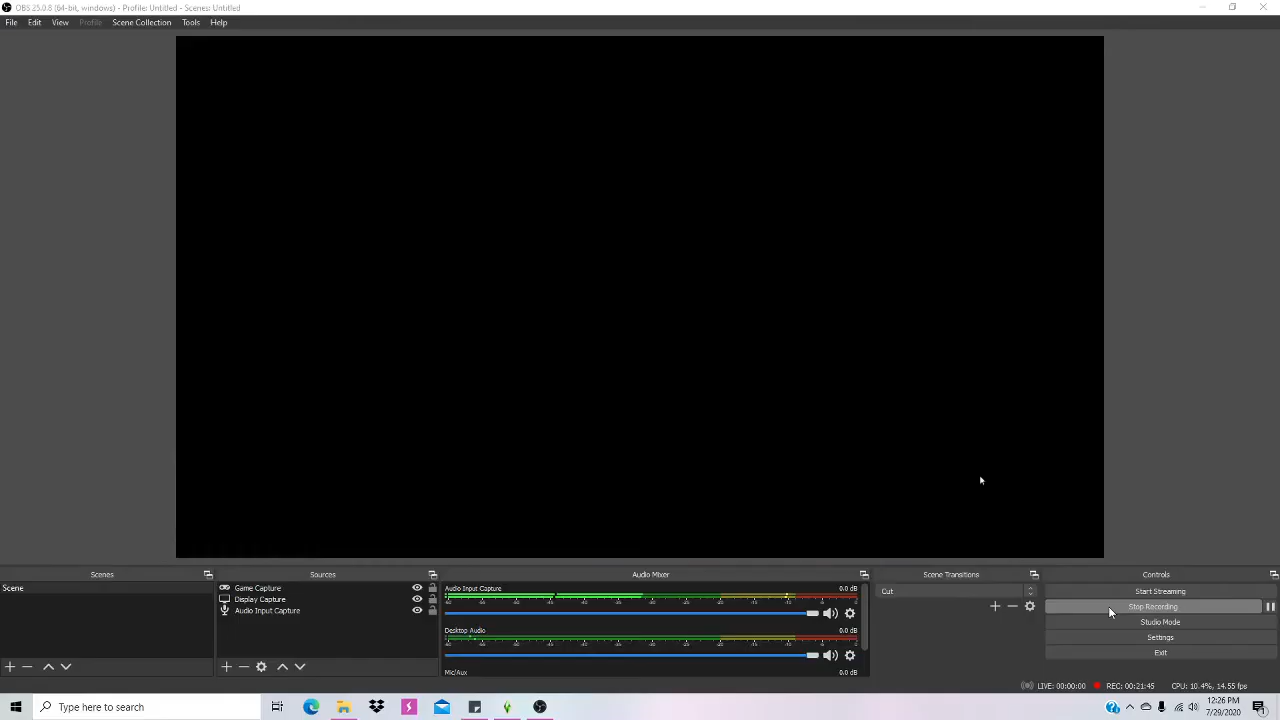 OBS 25.0.8 (64-bit, windows) - Profile: Untitled - Scenes: Untitled
File Edit View Profile Scene Collection Tools Help
Scenes
Sources
Audio Mixer
Scene Transitions
Controls
Scene
Game Capture
Display Capture
Audio Input Capture
Audio Input Capture 0.0 dB
Desktop Audio 0.0 dB
Mic/Aux 0.0 dB
Cut
Start Streaming
Stop Recording
Studio Mode
Settings
Exit
LIVE: 00:00:00 REC: 00:21:45 CPU: 10.4%, 14.55 fps
Type here to search
12:26 PM
7/29/2020